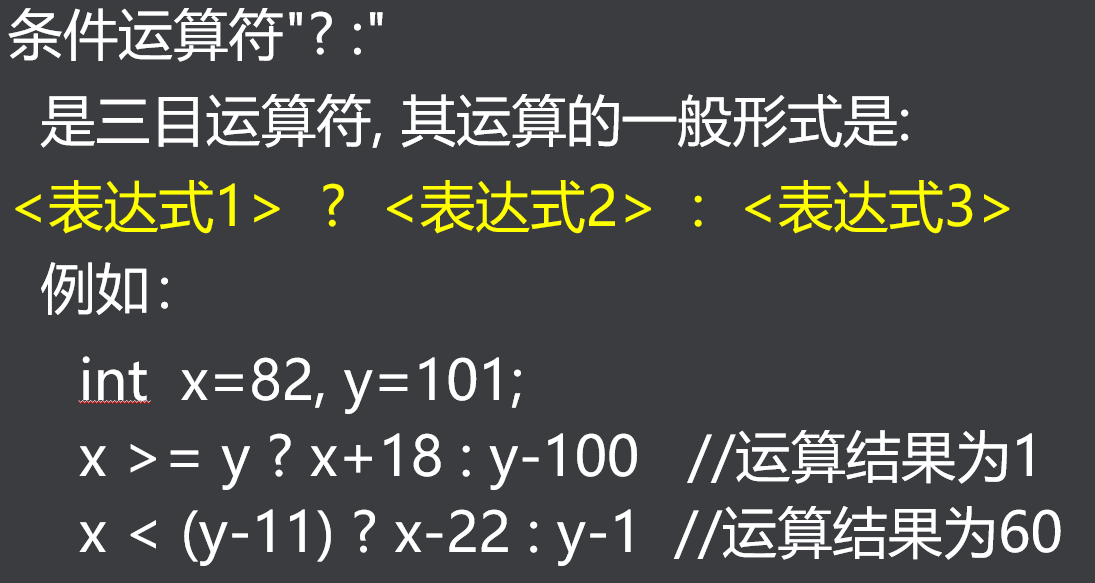 条件运算符"? :"
是三目运算符, 其运算的一般形式是:
<表达式1> ? <表达式2> : <表达式3>
例如：
int x=82, y=101;
x >= y ? x+18 : y-100 //运算结果为1
x < (y-11) ? x-22 : y-1 //运算结果为60